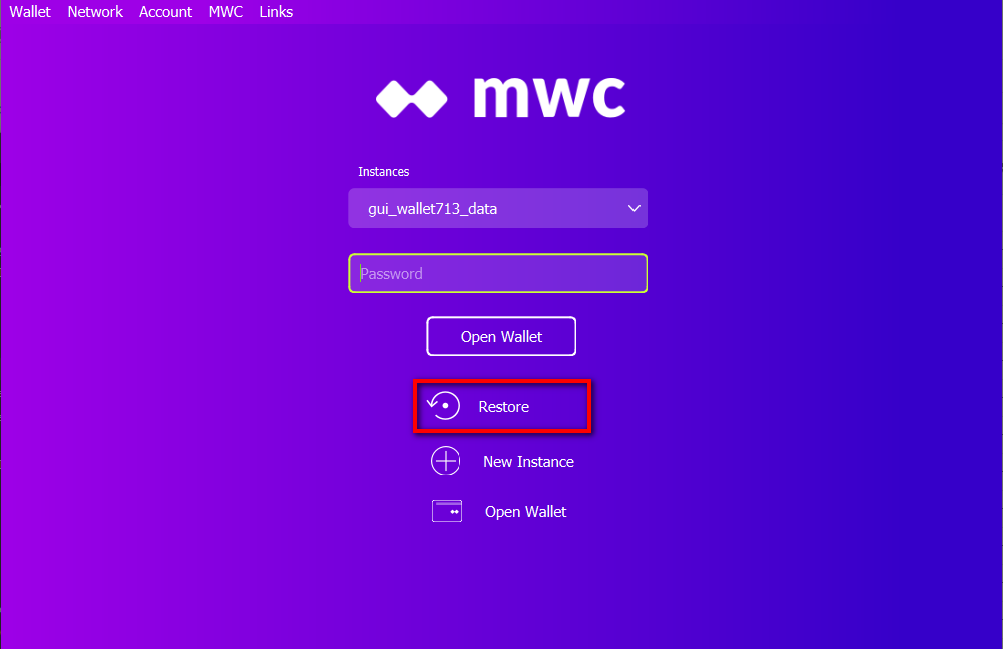 Wallet Network Account MWC Links
mwc
Instances
gui_wallet713_data
Password
Open Wallet
Restore
New Instance
Open Wallet